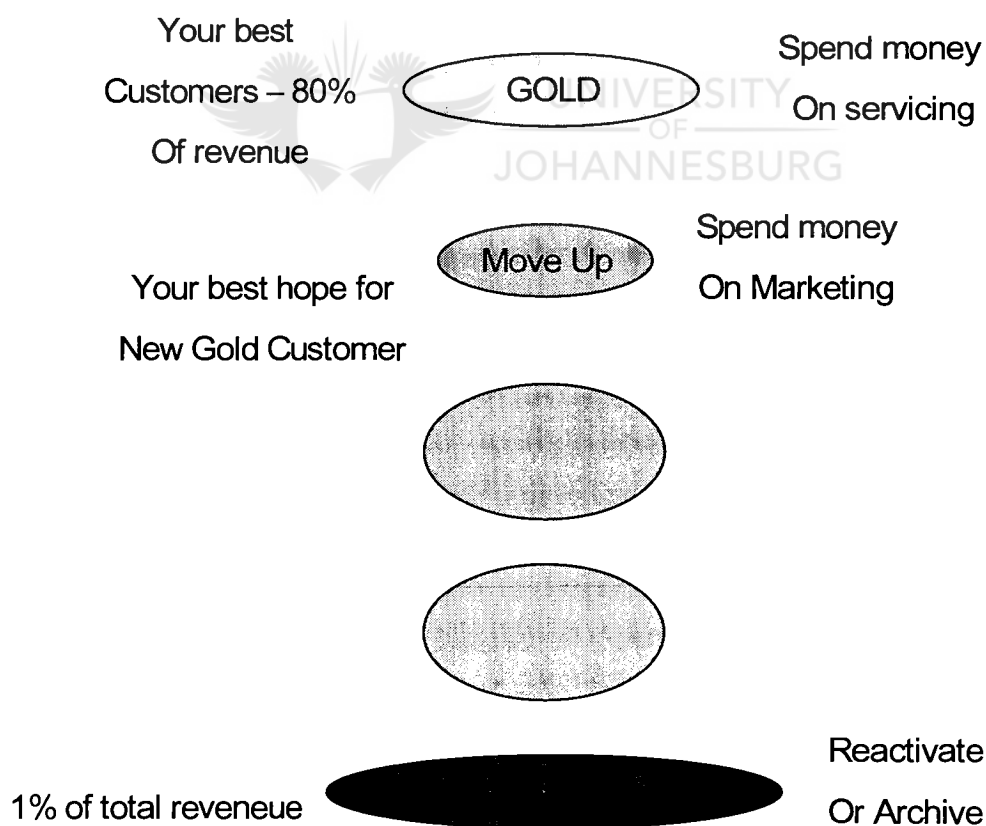 Your best
Customers – 80%
Of revenue
GOLD
Spend money
On servicing
UNIVERSITY
OF
JOHANNESBURG
Move Up
Spend money
On Marketing
Your best hope for
New Gold Customer
1% of total reveneue
Reactivate
Or Archive